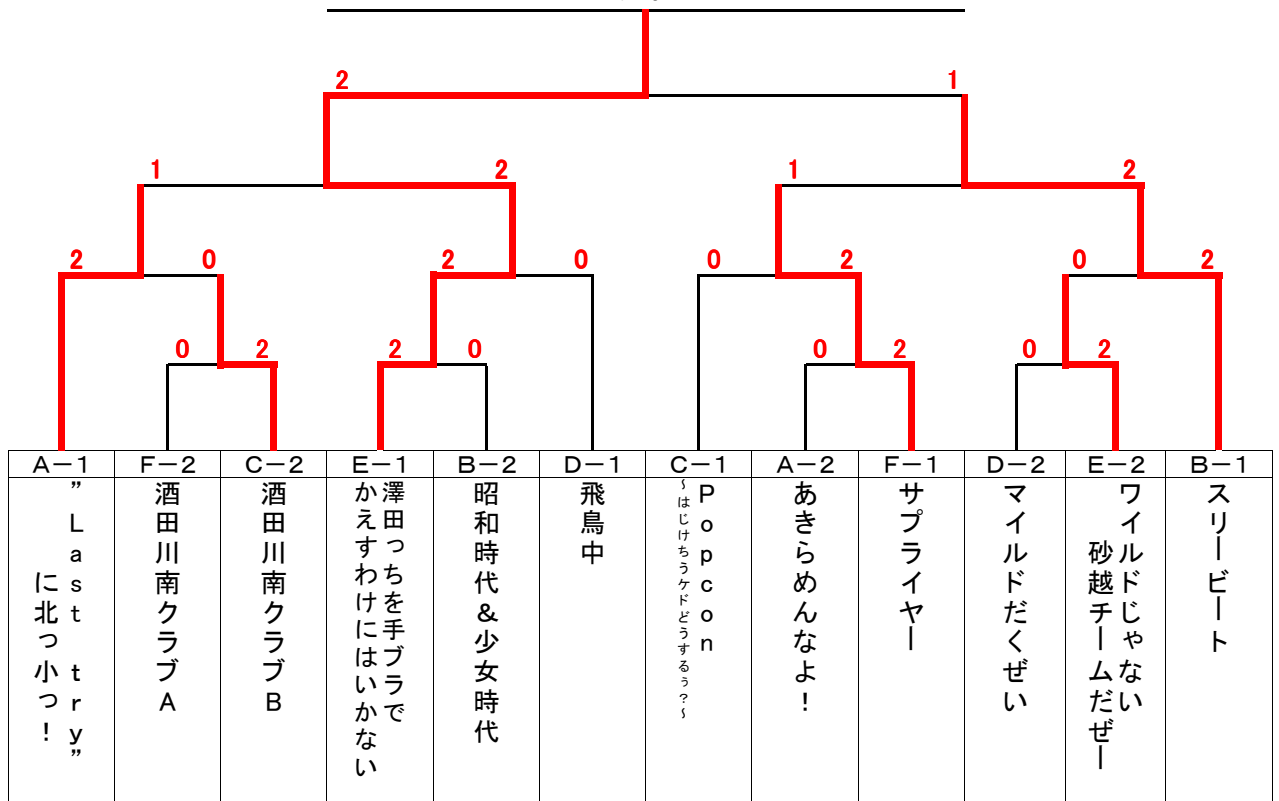 2 1
1 2 1 2
2 0 2 0 0 2 0 2
0 2 2 0 0 2 0 2
A－1 F－2 C－2 E－1 B－2 D－1 C－1 A－2 F－1 D－2 E－2 B－1
”Last try”
に北っ小っ！
酒田川南クラブA
酒田川南クラブB
澤田っちを手ブラで
かえすわけにはいかない
昭和時代＆少女時代
飛鳥中
Popcon
～はじけちうケドどうするぅ？～
あきらめんなよ！
サプライヤー
マイルドだくぜい
ワイルドじゃない
砂越チームだぜー
スリービート